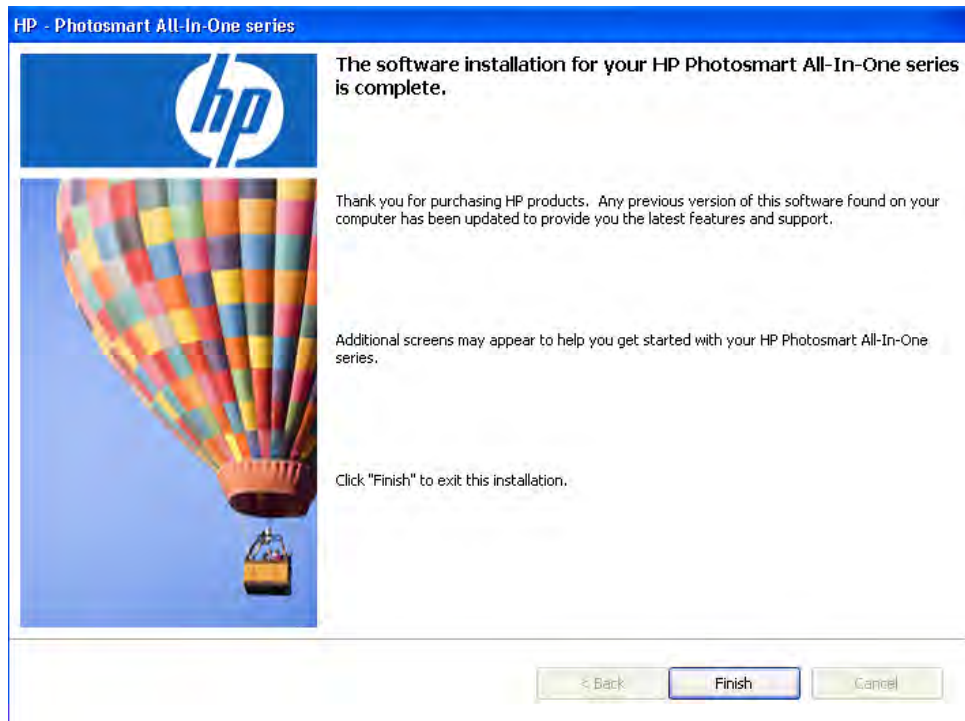 HP - Photosmart All-In-One series
hp
The software installation for your HP Photosmart All-In-One series
is complete.
Thank you for purchasing HP products.  Any previous version of this software found on your
computer has been updated to provide you the latest features and support.
Additional screens may appear to help you get started with your HP Photosmart All-In-One
series.
Click "Finish" to exit this installation.
< Back
Finish
Cancel